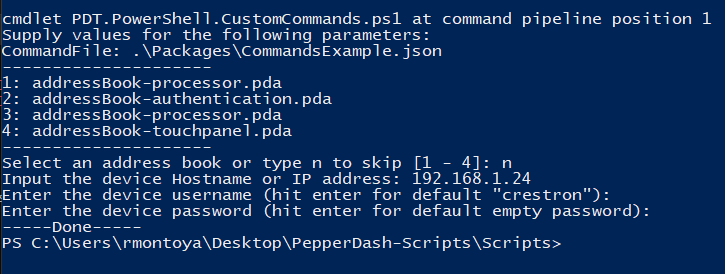 cmdlet PDT.PowerShell.CustomCommands.ps1 at command pipeline position 1
Supply values for the following parameters:
CommandFile: .\Packages\CommandsExample.json
---------------------
1: addressBook-processor.pda
2: addressBook-authentication.pda
3: addressBook-processor.pda
4: addressBook-touchpanel.pda
---------------------
Select an address book or type n to skip [1 - 4]: n
Input the device Hostname or IP address: 192.168.1.24
Enter the device username (hit enter for default "crestron"):
Enter the device password (hit enter for default empty password):
-----Done-----
PS C:\Users\rmontoya\Desktop\PepperDash-Scripts\Scripts>